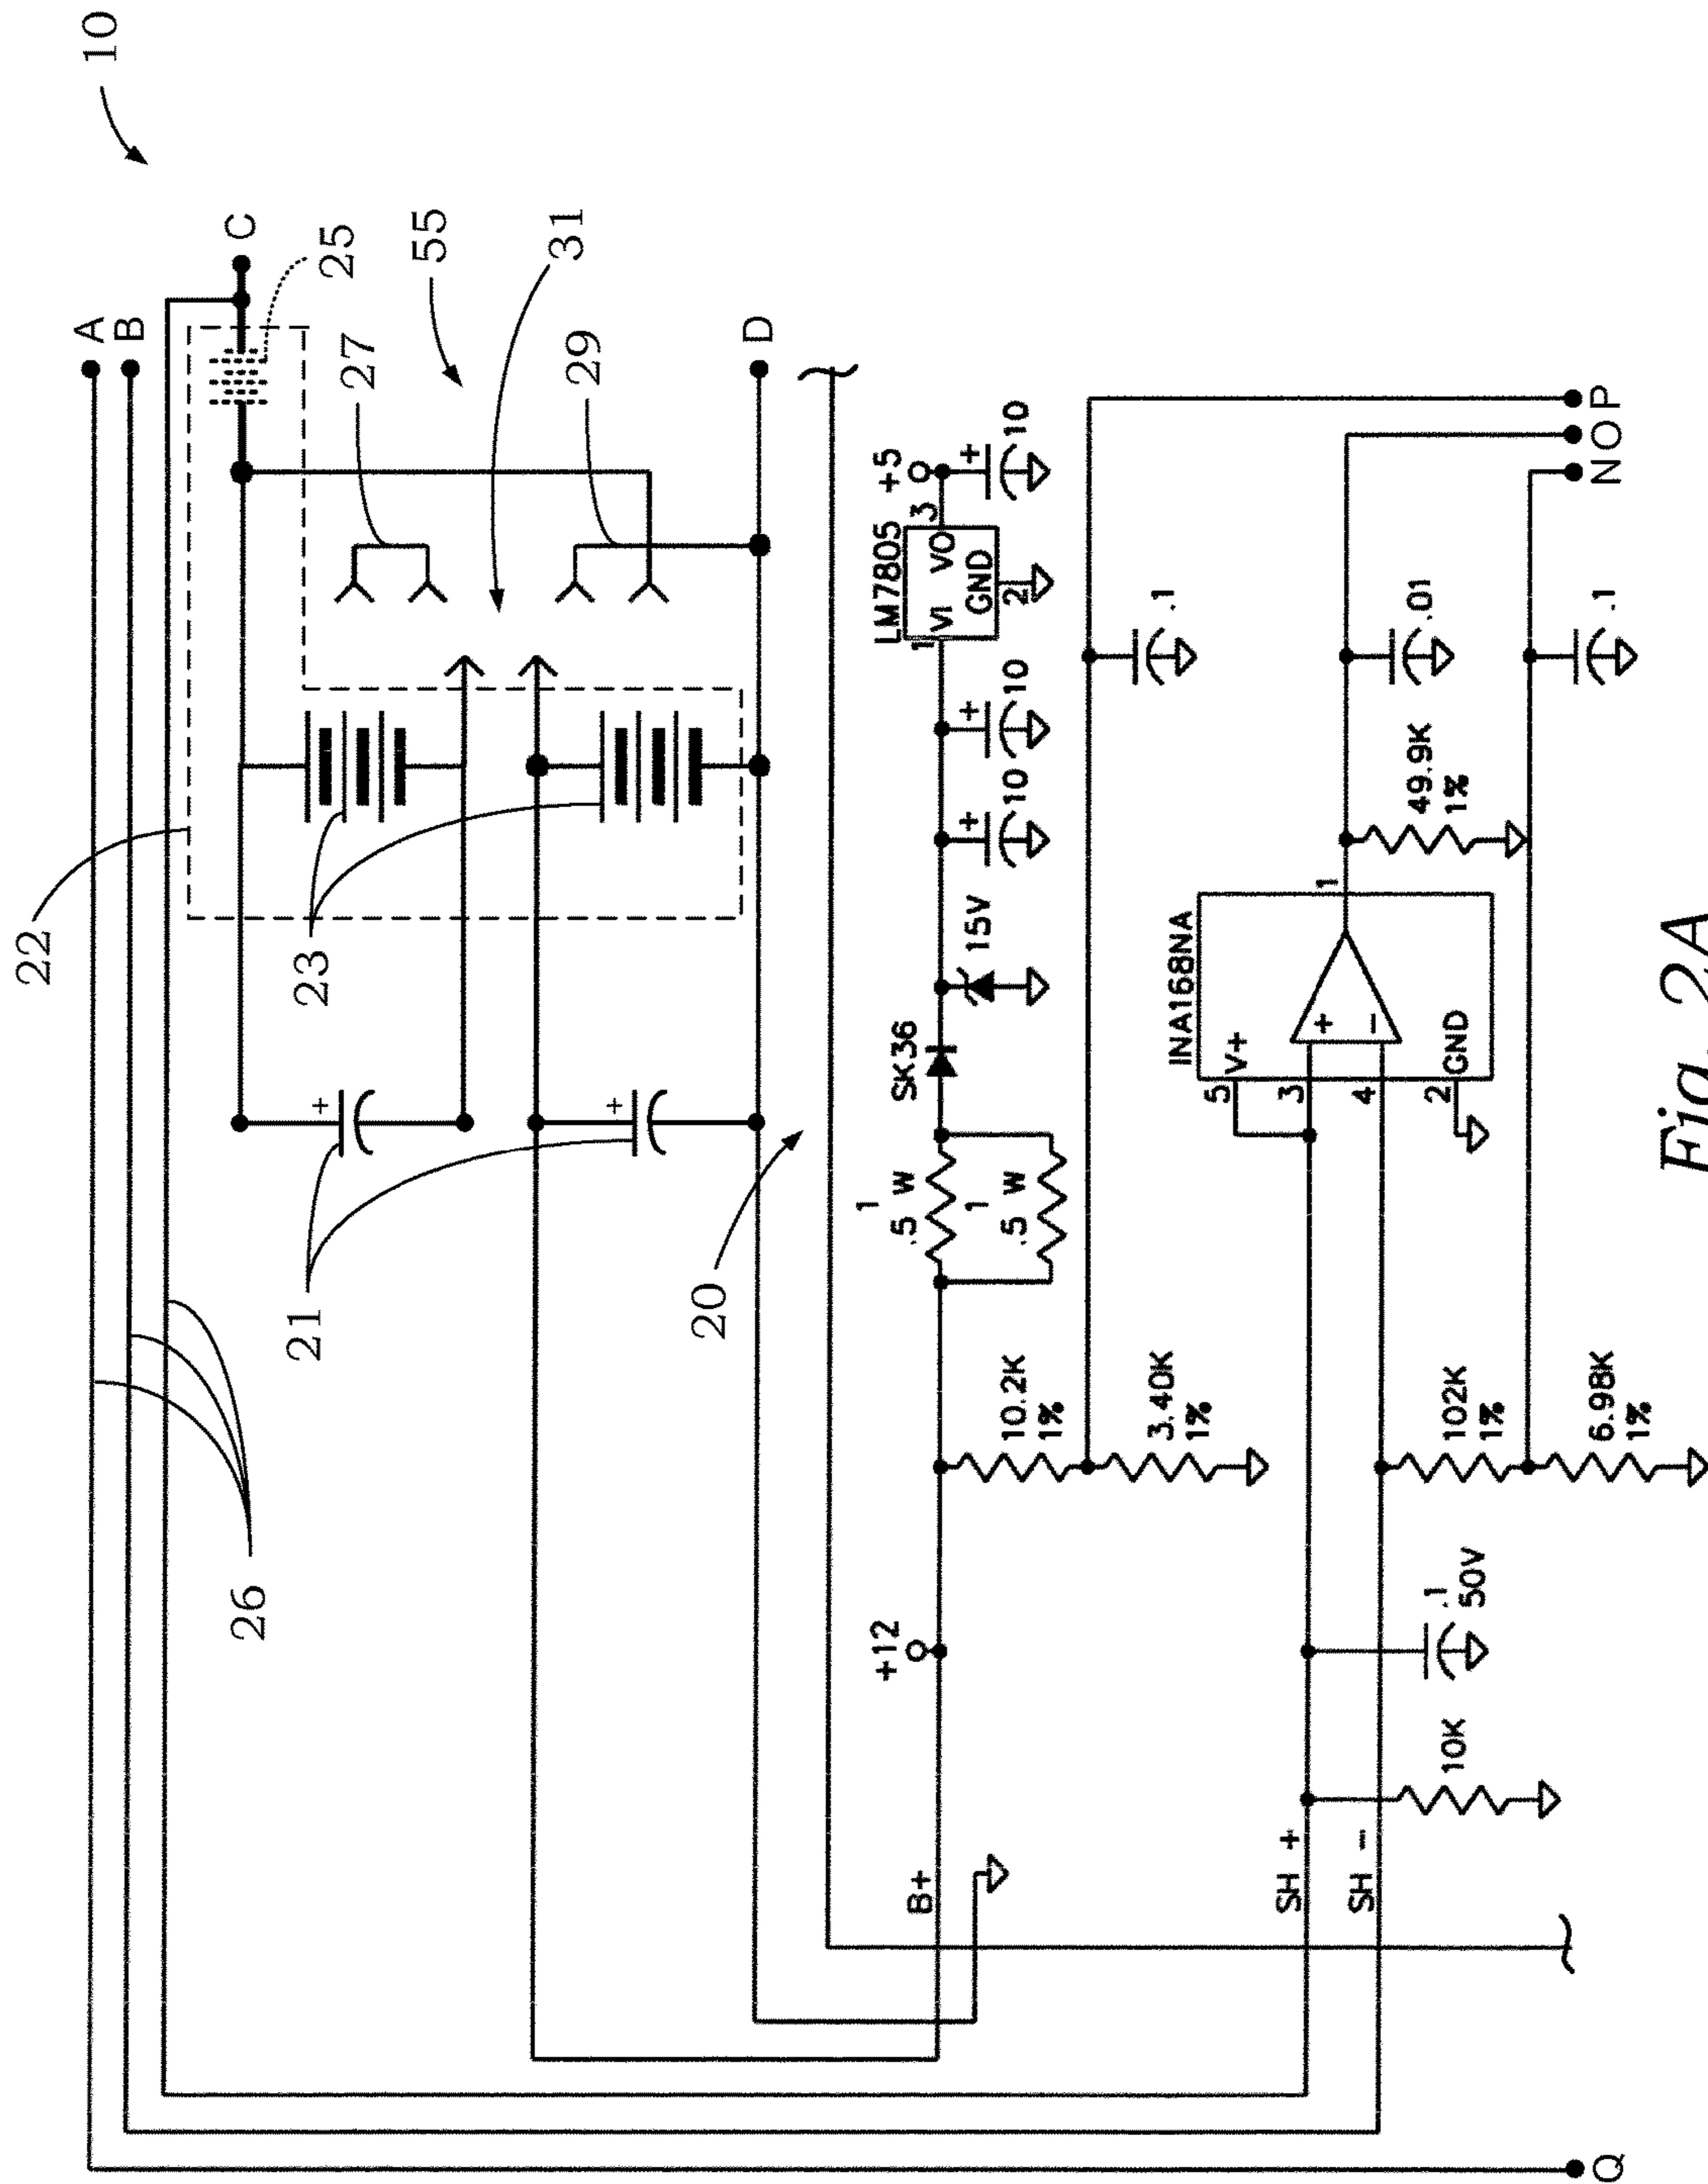 10
A
B
C
25
22
27
55
31
29
D
23
21
20
26
+5
10
LM7805
1
VI
VO
3
GND
2
10
10
15V
SK36
1
.5 W
1
.5 W
+12
B+
10.2K
1%
3.40K
1%
.1
P
O
N
INA168NA
5
V+
3
+
4
−
2
GND
1
49.9K
1%
.01
.1
102K
1%
6.98K
1%
.1
50V
10K
SH +
SH −
Q
Fig. 2A